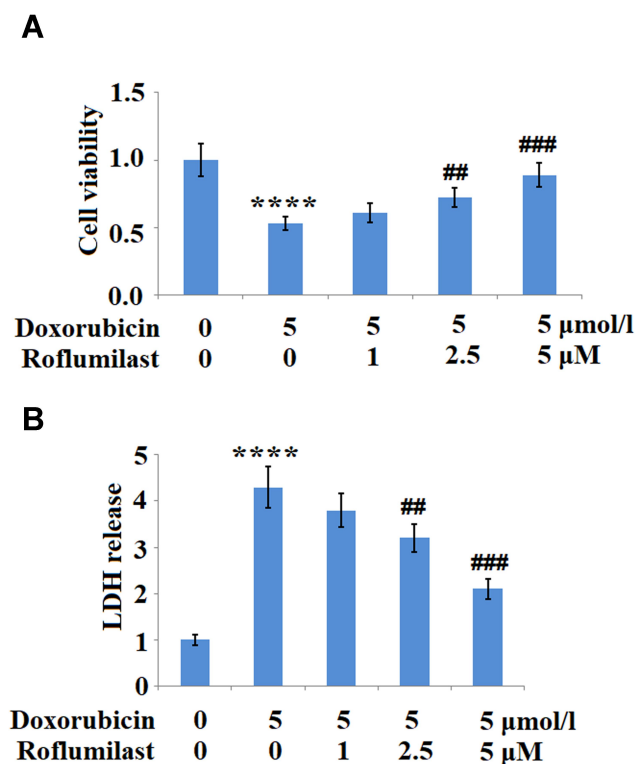 A
Cell viability
1.5
1.0
0.5
0.0
****
##
###
Doxorubicin 0 5 5 5 5 μmol/l
Roflumilast 0 0 1 2.5 5 μM
B
LDH release
5
4
3
2
1
0
****
##
###
Doxorubicin 0 5 5 5 5 μmol/l
Roflumilast 0 0 1 2.5 5 μM